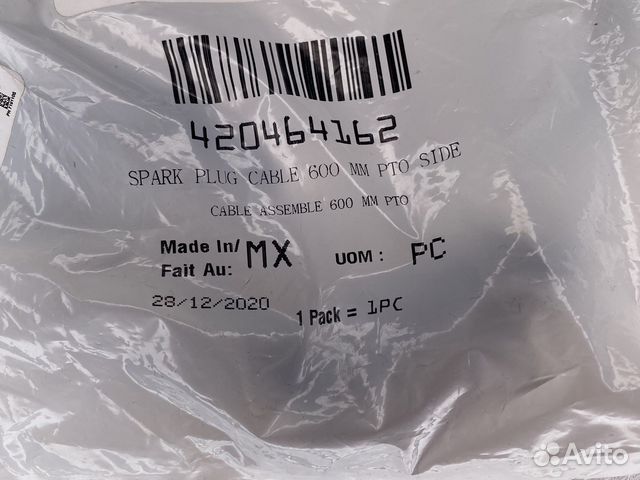 420464162
SPARK PLUG CABLE 600 MM PTO SIDE
CABLE ASSEMBLE 600 MM PTO
Made In/ MX UOM : PC
Fait Au:
28/12/2020
1 Pack = 1PC
Avito